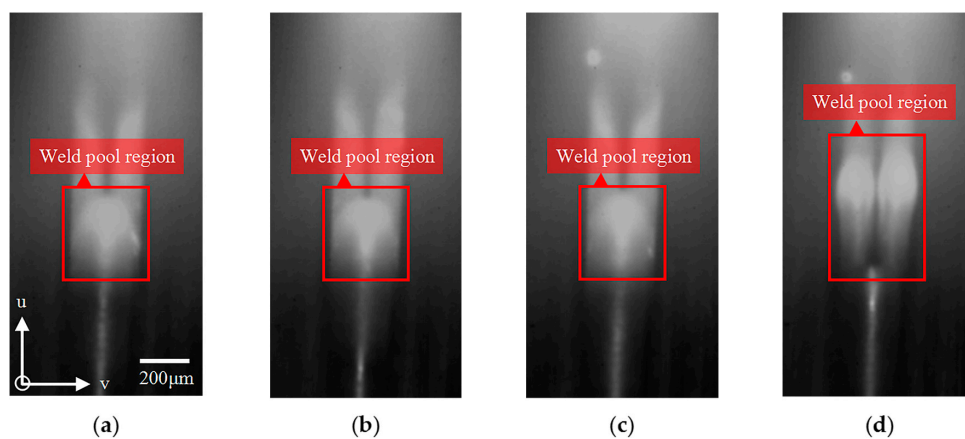 Weld pool region
Weld pool region
Weld pool region
Weld pool region
u
v
200μm
(a)
(b)
(c)
(d)